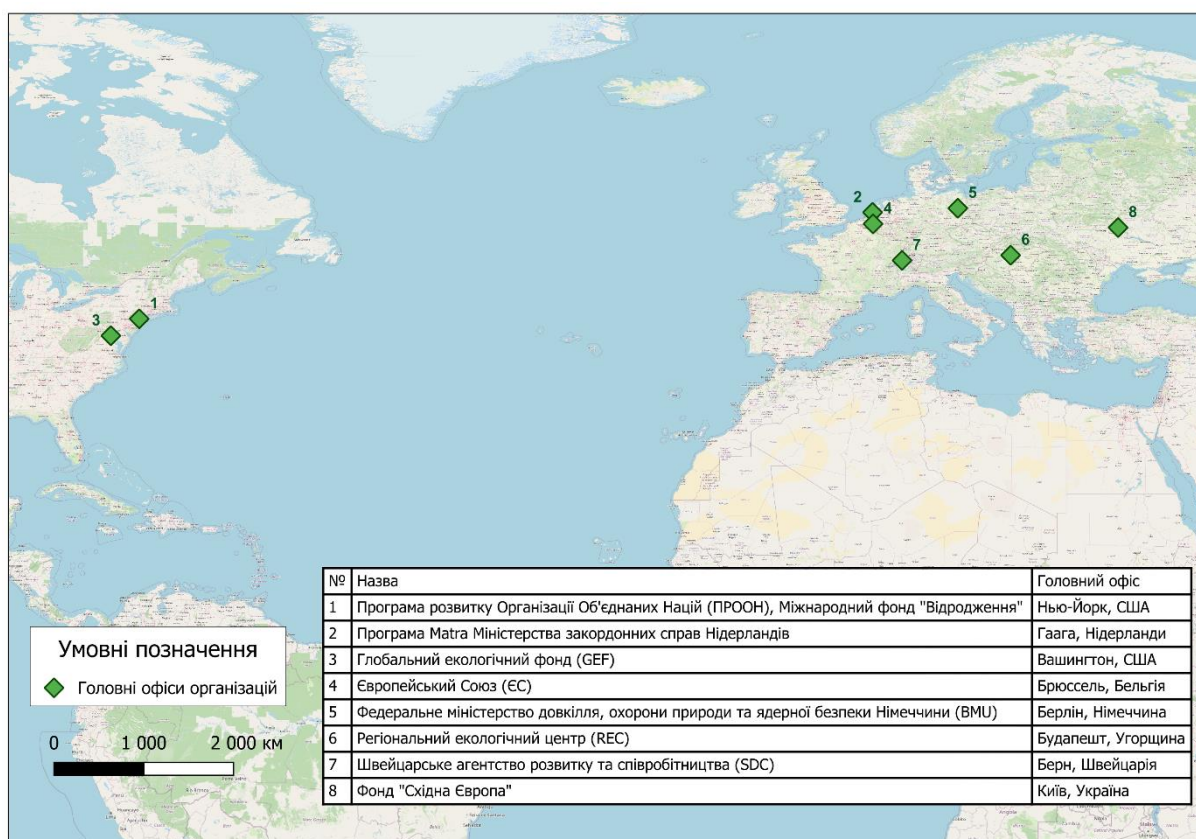 2
4
5
8
6
7
1
3
№ Назва Головний офіс
1 Програма розвитку Організації Об'єднаних Націй (ПРООН), Міжнародний фонд "Відродження" Нью-Йорк, США
2 Програма Matra Міністерства закордонних справ Нідерландів Гаага, Нідерланди
3 Глобальний екологічний фонд (GEF) Вашингтон, США
4 Європейський Союз (ЄС) Брюссель, Бельгія
5 Федеральне міністерство довкілля, охорони природи та ядерної безпеки Німеччини (BMU) Берлін, Німеччина
6 Регіональний екологічний центр (REC) Будапешт, Угорщина
7 Швейцарське агентство розвитку та співробітництва (SDC) Берн, Швейцарія
8 Фонд "Східна Європа" Київ, Україна
Умовні позначення
Головні офіси організацій
0 1 000 2 000 км